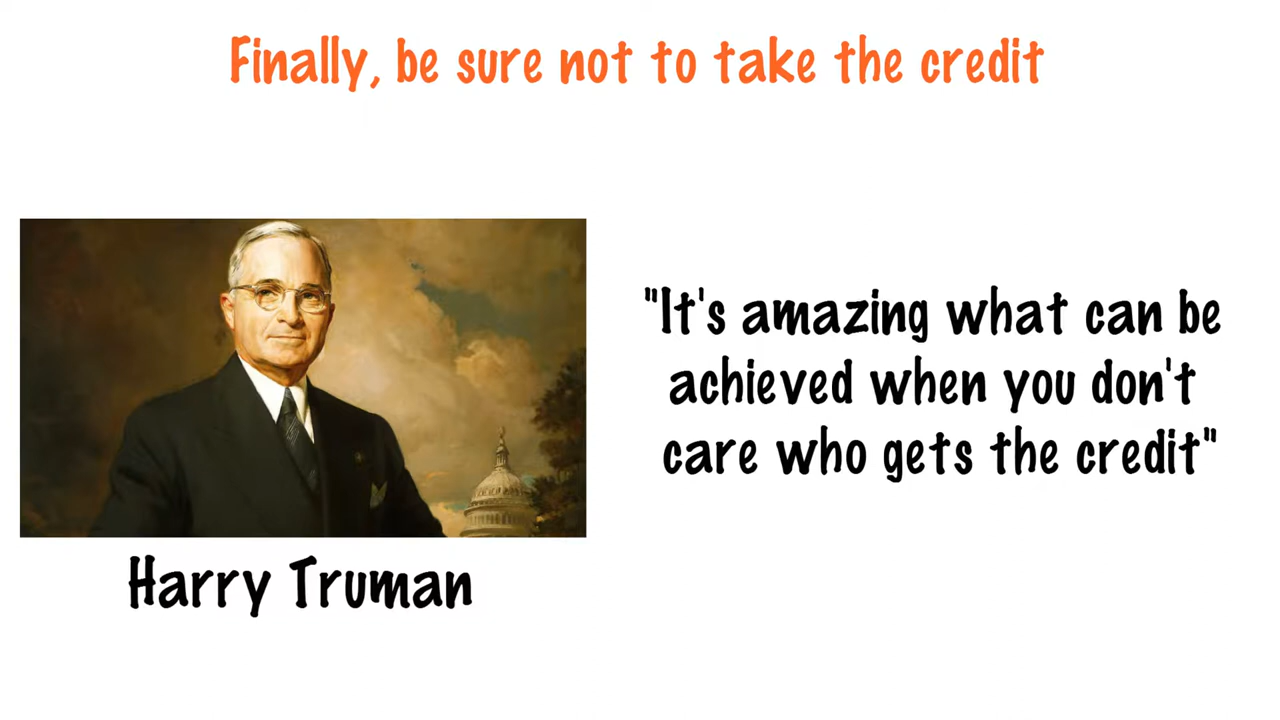 Finally, be sure not to take the credit
"It's amazing what can be
achieved when you don't
care who gets the credit"
Harry Truman